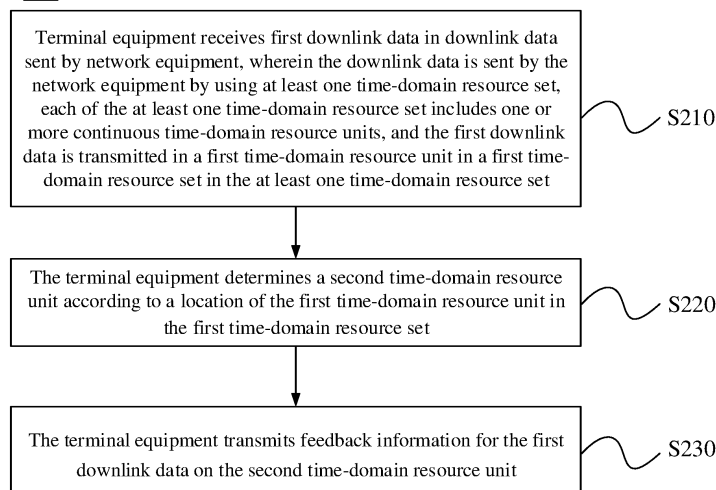 Terminal equipment receives first downlink data in downlink data
sent by network equipment, wherein the downlink data is sent by the
network equipment by using at least one time-domain resource set,
each of the at least one time-domain resource set includes one or
more continuous time-domain resource units, and the first downlink
data is transmitted in a first time-domain resource unit in a first time-
domain resource set in the at least one time-domain resource set
S210
The terminal equipment determines a second time-domain resource
unit according to a location of the first time-domain resource unit in
the first time-domain resource set
S220
The terminal equipment transmits feedback information for the first
downlink data on the second time-domain resource unit
S230